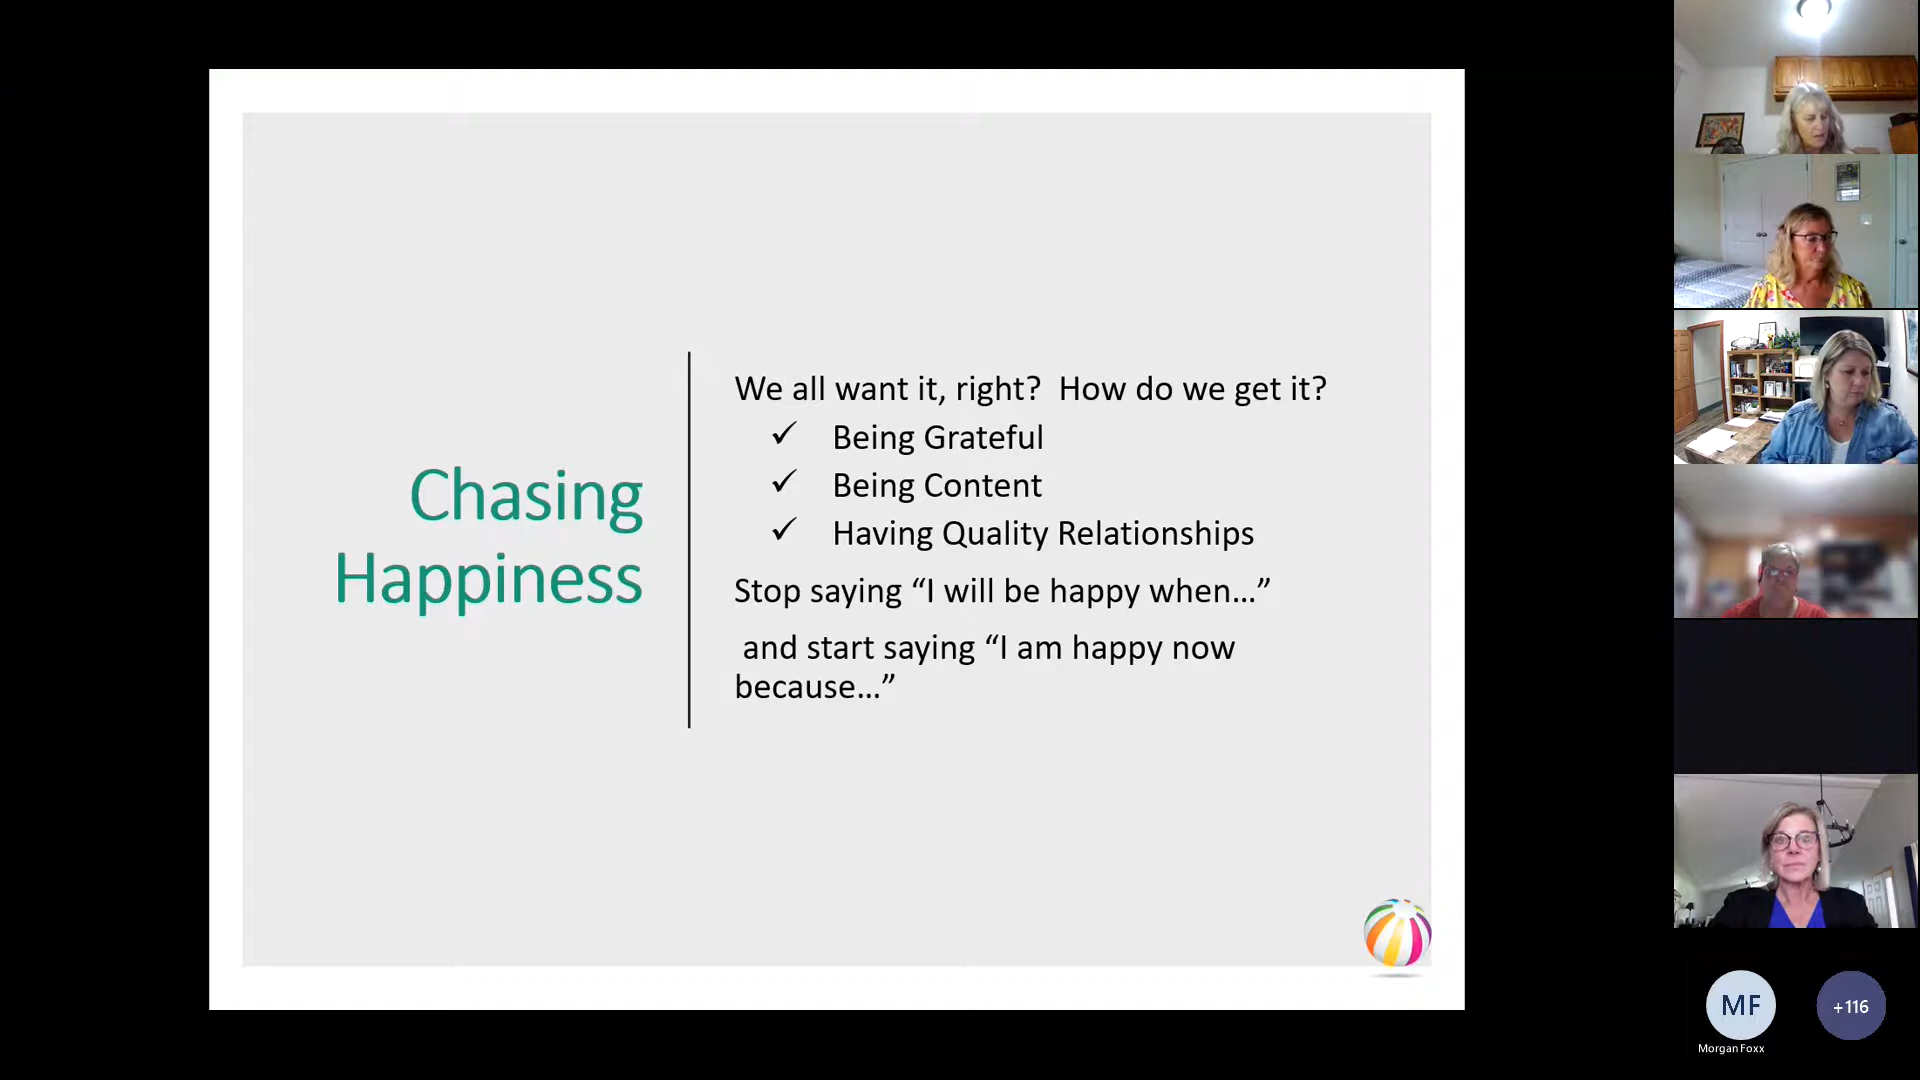 Chasing
Happiness
We all want it, right?  How do we get it?
✓ Being Grateful
✓ Being Content
✓ Having Quality Relationships
Stop saying “I will be happy when…”
and start saying “I am happy now
because…”
MF
+116
Morgan Foxx